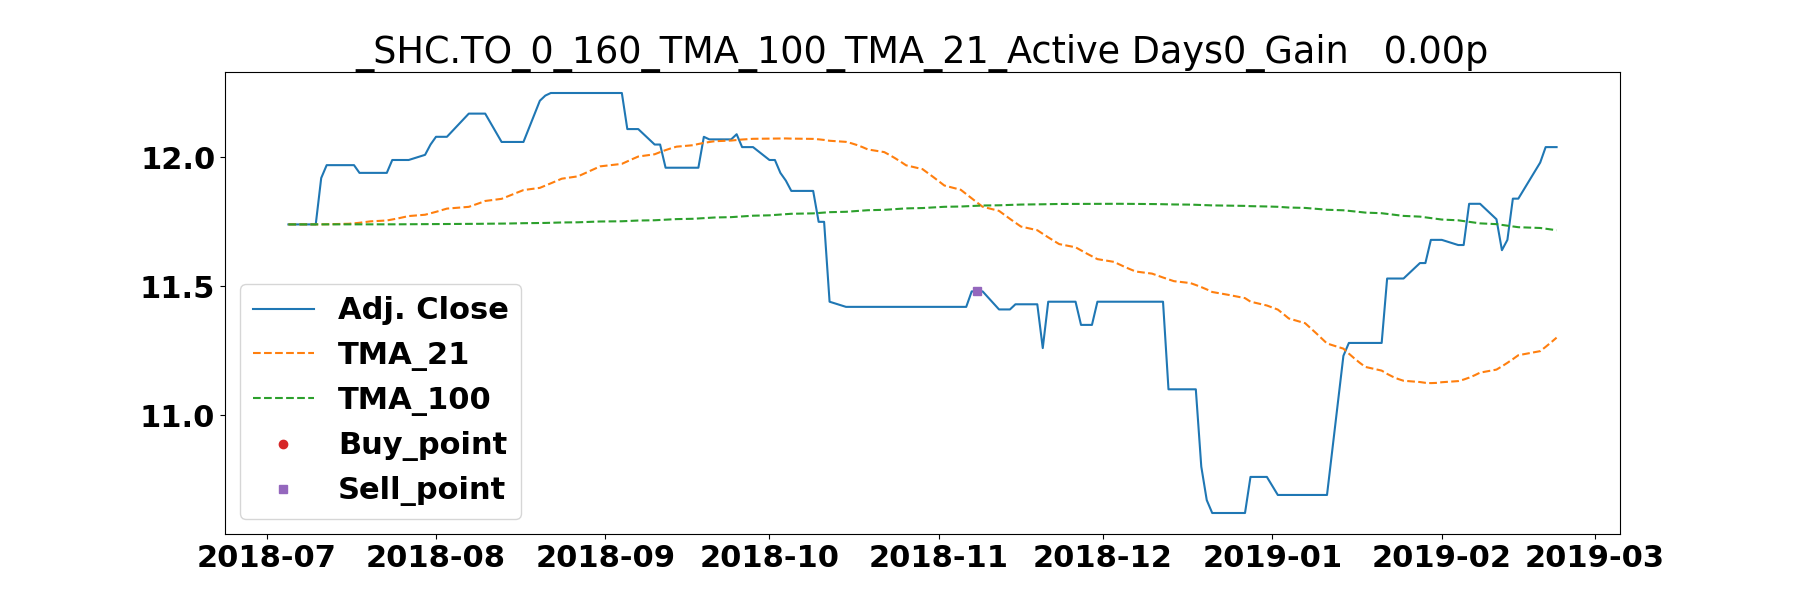 _SHC.TO_0_160_TMA_100_TMA_21_Active Days0_Gain   0.00p
12.0
11.5
11.0
Adj. Close
TMA_21
TMA_100
Buy_point
Sell_point
2018-07 2018-08 2018-09 2018-10 2018-11 2018-12 2019-01 2019-02 2019-03